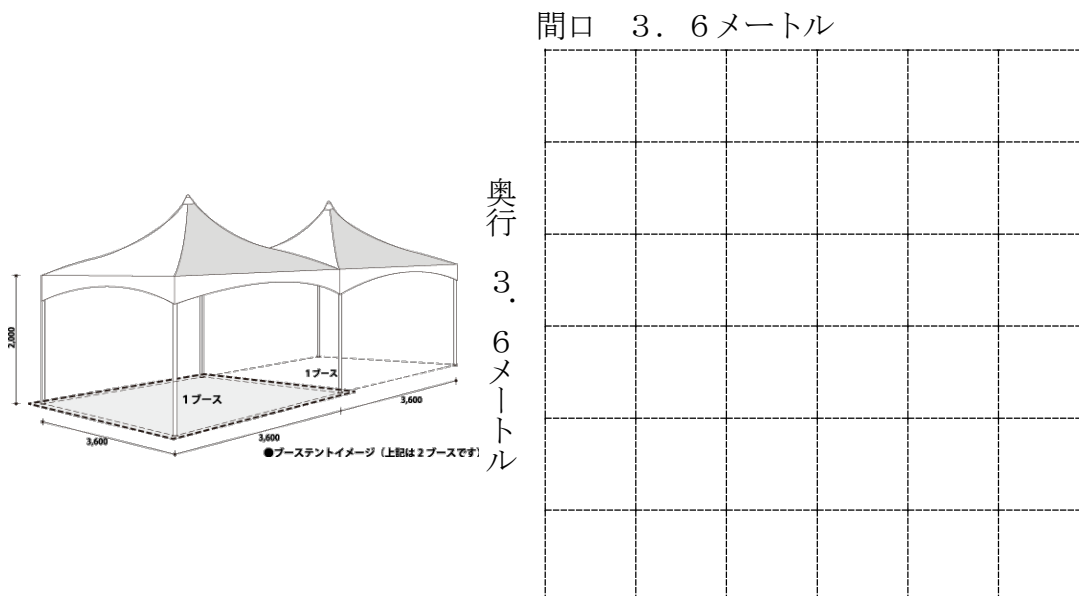 間口　３．６メートル
奥行　３．６メートル
2,000
1ブース
1ブース
3,600
3,600
3,600
●ブーステントイメージ（上記は2ブースです）